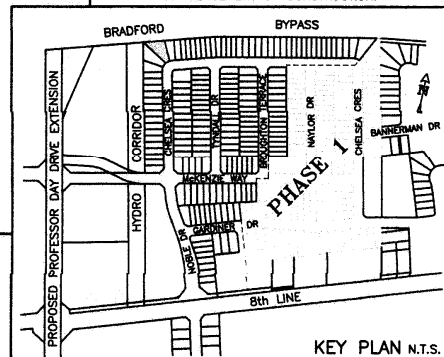 BRADFORD BYPASS
PROPOSED PROFESSOR DAY DRIVE EXTENSION
HYDRO CORRIDOR
CHELSEA CRES
TYNDALL DR
BROUGHTON TERRACE
NAYLOR DR
CHELSEA CRES
BANNERMAN DR
N
McKENZIE WAY
PHASE 1
GARDINER DR
NOBLE DR
8th LINE
KEY PLAN N.T.S.